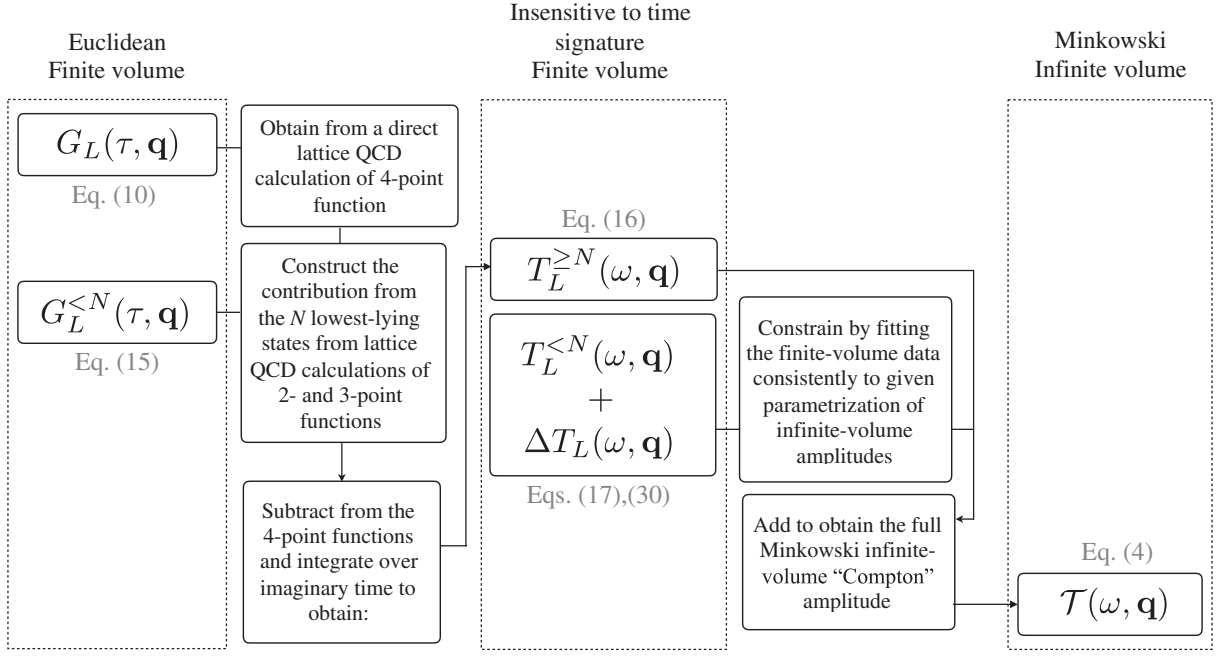 Euclidean
Finite volume
Insensitive to time
signature
Finite volume
Minkowski
Infinite volume
G_L(τ, q)
Eq. (10)
G_L^{<N}(τ, q)
Eq. (15)
Obtain from a direct
lattice QCD
calculation of 4-point
function
Construct the
contribution from
the N lowest-lying
states from lattice
QCD calculations of
2- and 3-point
functions
Subtract from the
4-point functions
and integrate over
imaginary time to
obtain:
Eq. (16)
T_L^{≥N}(ω, q)
T_L^{<N}(ω, q)
+
ΔT_L(ω, q)
Eqs. (17),(30)
Constrain by fitting
the finite-volume data
consistently to given
parametrization of
infinite-volume
amplitudes
Add to obtain the full
Minkowski infinite-
volume “Compton”
amplitude
Eq. (4)
𝒯(ω, q)